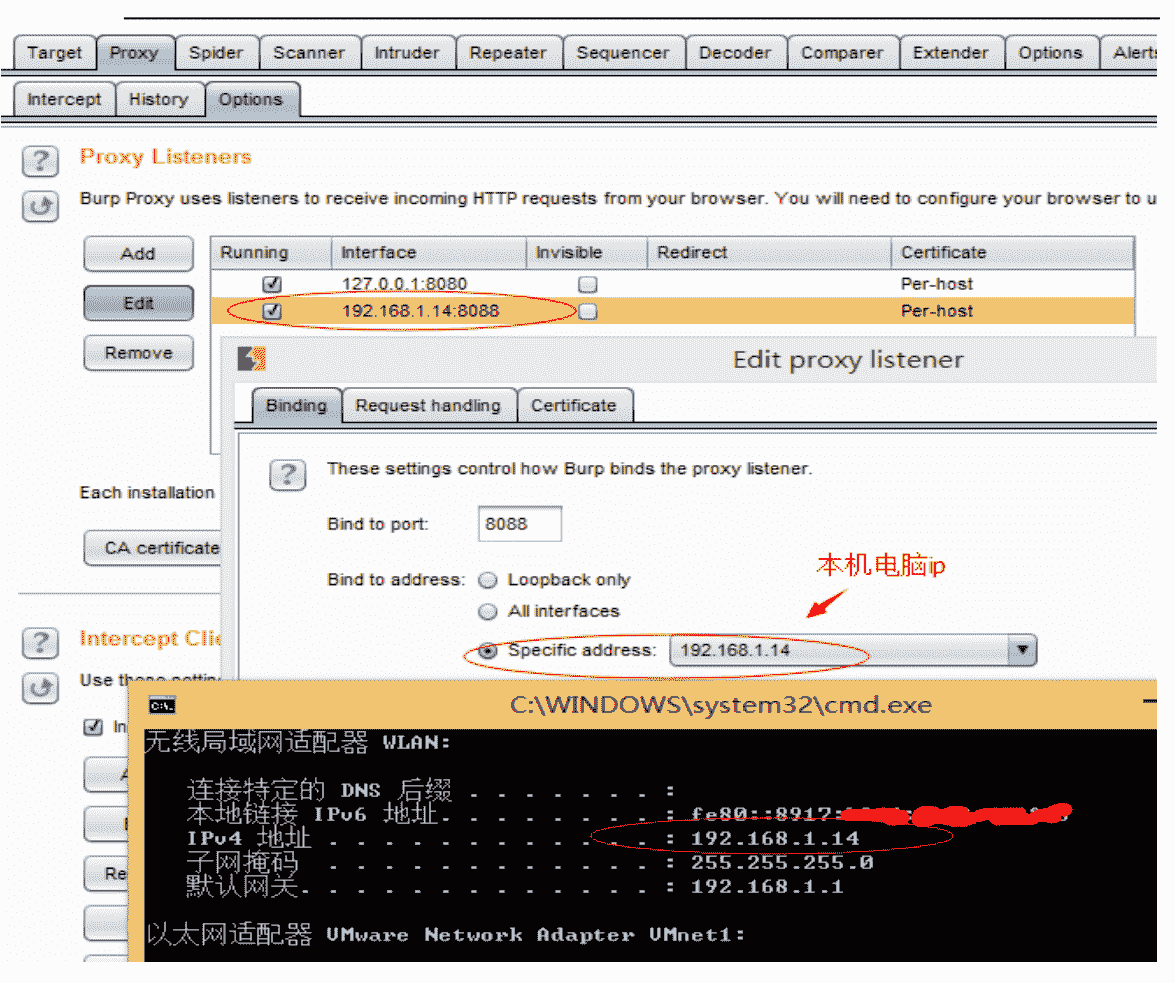 Target Proxy Spider Scanner Intruder Repeater Sequencer Decoder Comparer Extender Options Alerts
Intercept History Options
? Proxy Listeners
Burp Proxy uses listeners to receive incoming HTTP requests from your browser. You will need to configure your browser to u
Add
Edit
Remove
Running Interface Invisible Redirect Certificate
127.0.0.1:8080 Per-host
192.168.1.14:8088 Per-host
Edit proxy listener
Binding Request handling Certificate
? These settings control how Burp binds the proxy listener.
Each installation
Bind to port: 8088
CA certificate
本机电脑ip
Bind to address: Loopback only
All interfaces
Specific address: 192.168.1.14
? Intercept Clie
Use these settin
In
A
Re
C:\WINDOWS\system32\cmd.exe
无线局域网适配器 WLAN:
连接特定的 DNS 后缀 . . . . . . . :
本地链接 IPv6 地址. . . . . . . . : fe80::8917:
IPv4 地址 . . . . . . . . . . . . : 192.168.1.14
子网掩码 . . . . . . . . . . . . : 255.255.255.0
默认网关. . . . . . . . . . . . . : 192.168.1.1
以太网适配器 VMware Network Adapter VMnet1: